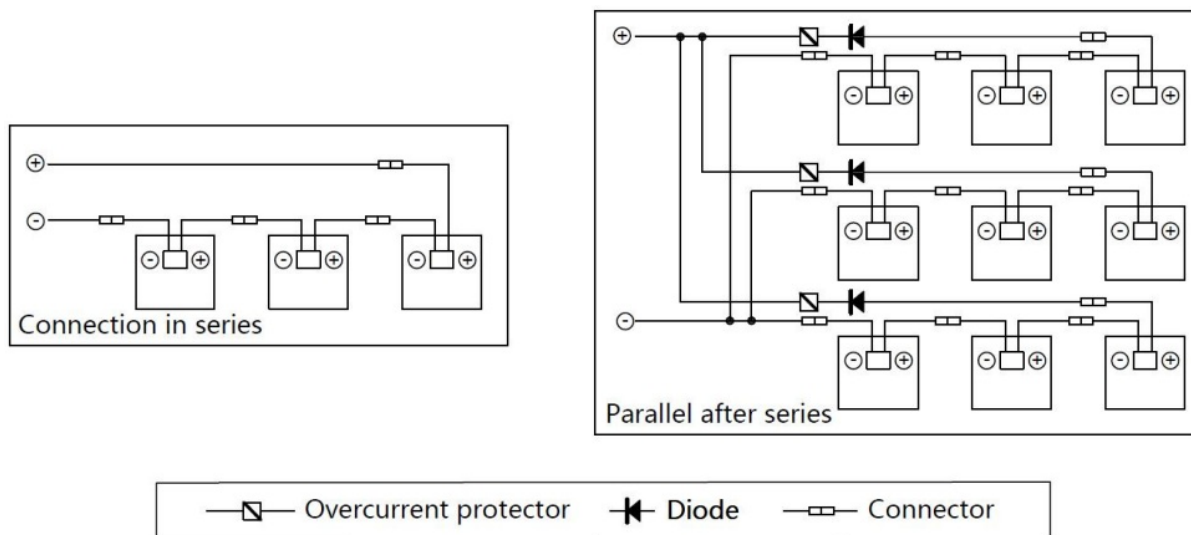 Connection in series
Parallel after series
Overcurrent protector
Diode
Connector